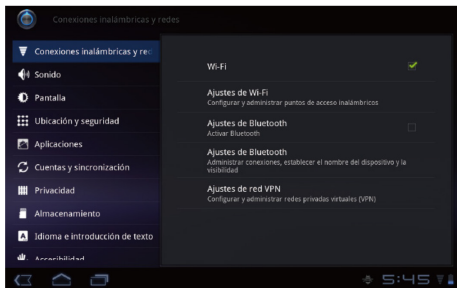 Conexiones inalámbricas y redes
Conexiones inalámbricas y red
Sonido
Pantalla
Ubicación y seguridad
Aplicaciones
Cuentas y sincronización
Privacidad
Almacenamiento
Idioma e introducción de texto
Accesibilidad
Wi-Fi
Ajustes de Wi-Fi
Configurar y administrar puntos de acceso inalámbricos
Ajustes de Bluetooth
Activar Bluetooth
Ajustes de Bluetooth
Administrar conexiones, establecer el nombre del dispositivo y la
visibilidad
Ajustes de red VPN
Configurar y administrar redes privadas virtuales (VPN)
5:45